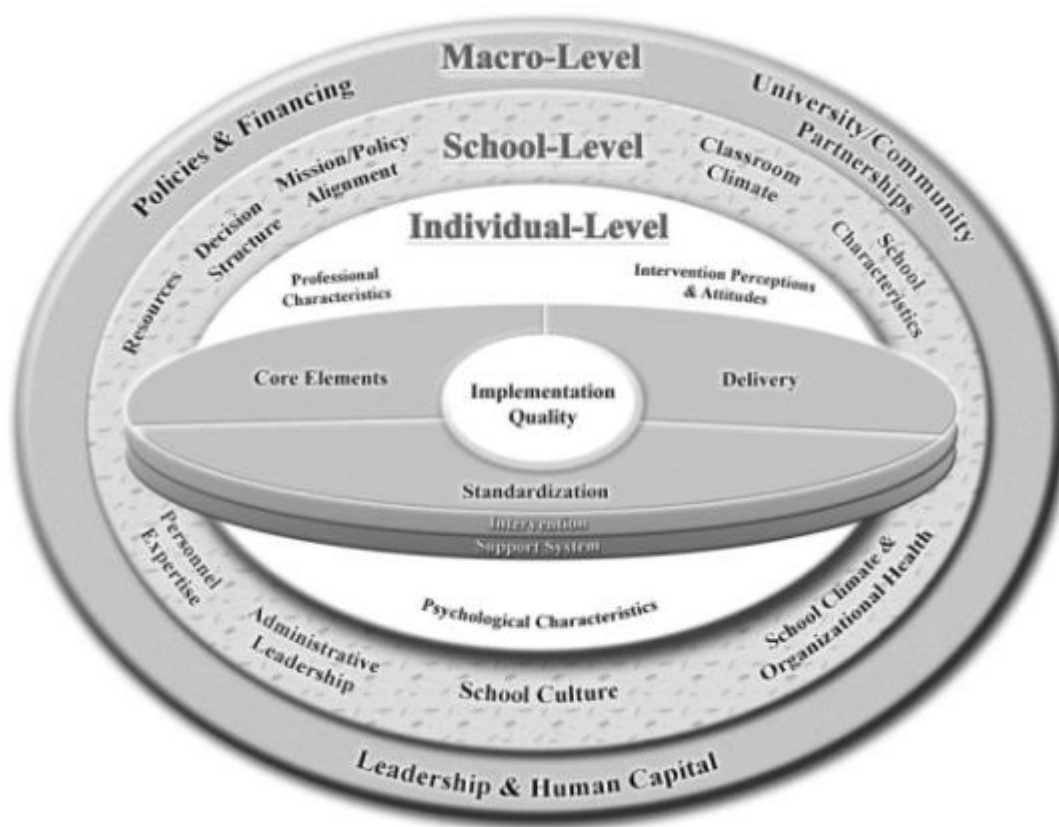 Macro-Level
Policies & Financing
University/Community
Partnerships
School-Level
Mission/Policy
Alignment
Decision
Structure
Resources
Classroom
Climate
School
Characteristics
Individual-Level
Professional
Characteristics
Intervention Perceptions
& Attitudes
Core Elements
Implementation
Quality
Delivery
Standardization
Intervention
Support System
Psychological Characteristics
Personnel
Expertise
Administrative
Leadership
School Culture
School Climate &
Organizational Health
Leadership & Human Capital